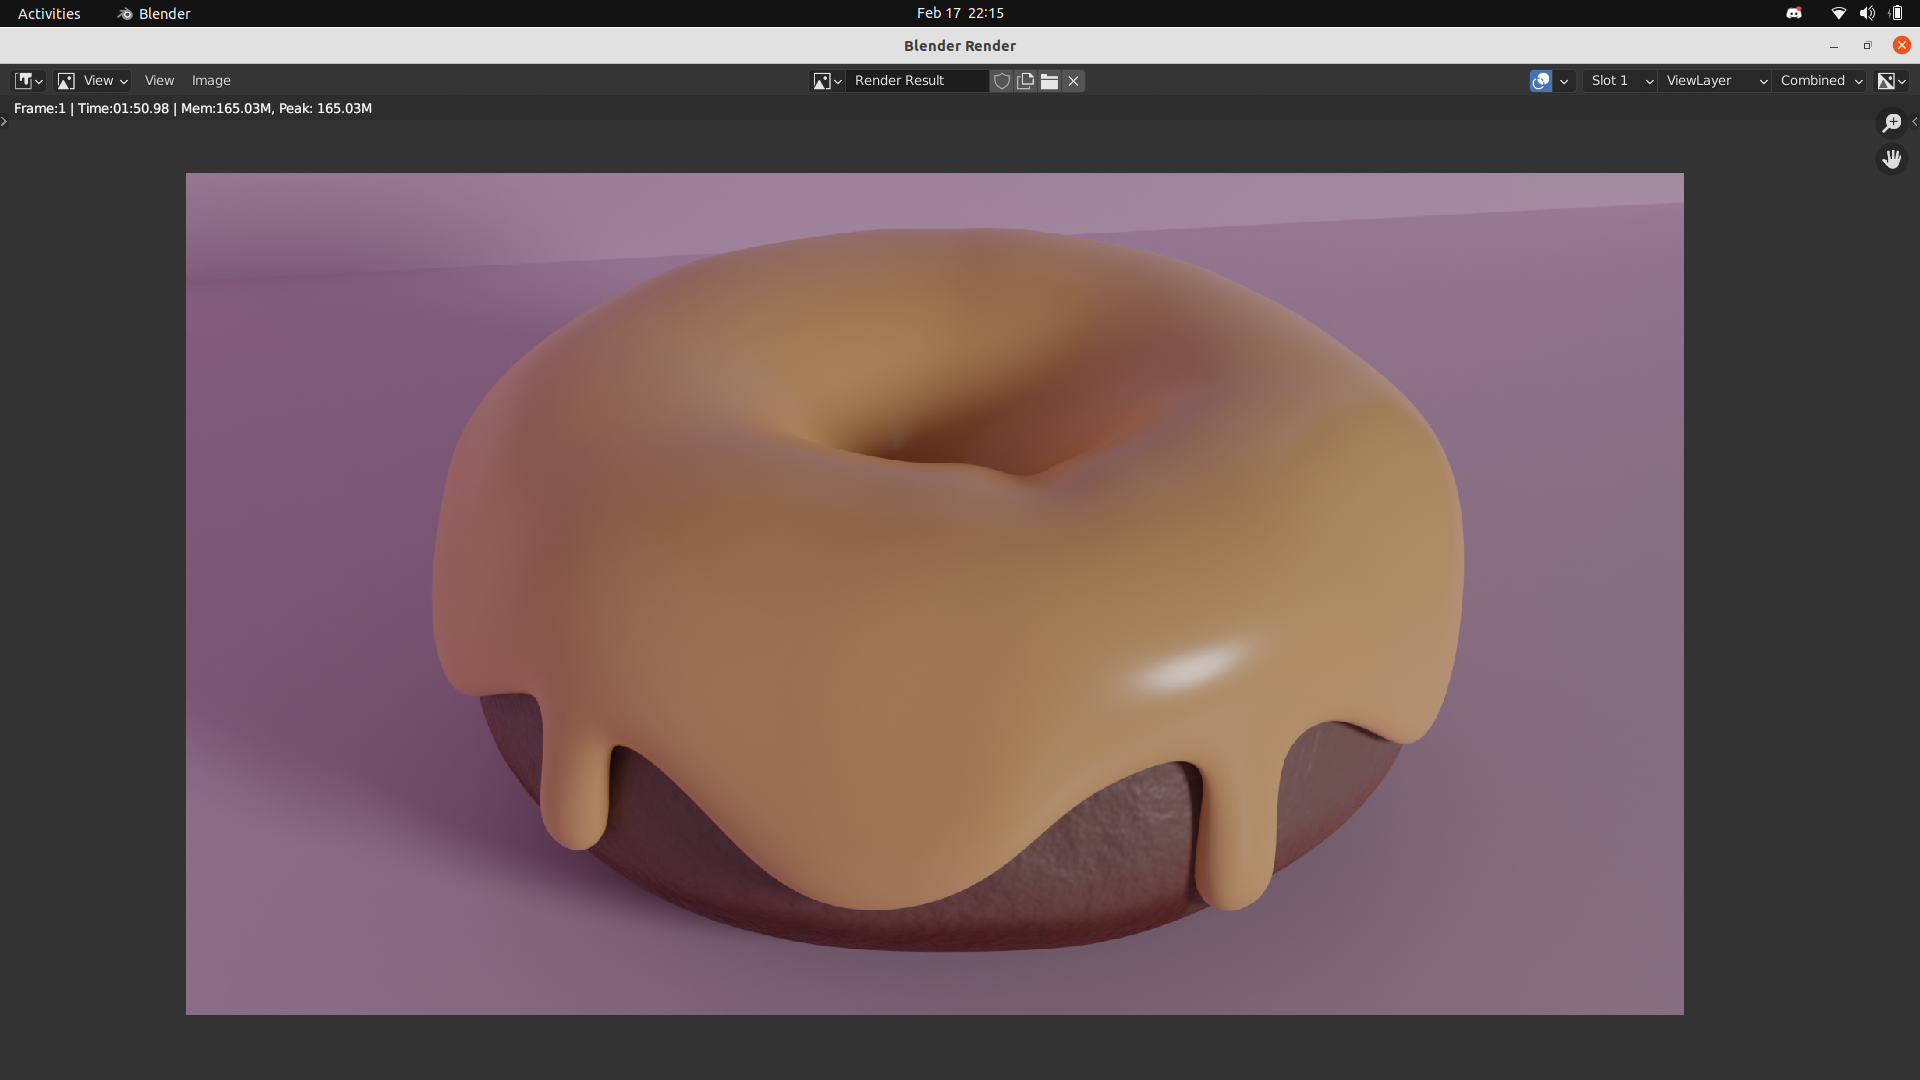 Activities Blender Feb 17 22:15
Blender Render
View View Image Render Result Slot 1 ViewLayer Combined
Frame:1 | Time:01:50.98 | Mem:165.03M, Peak: 165.03M